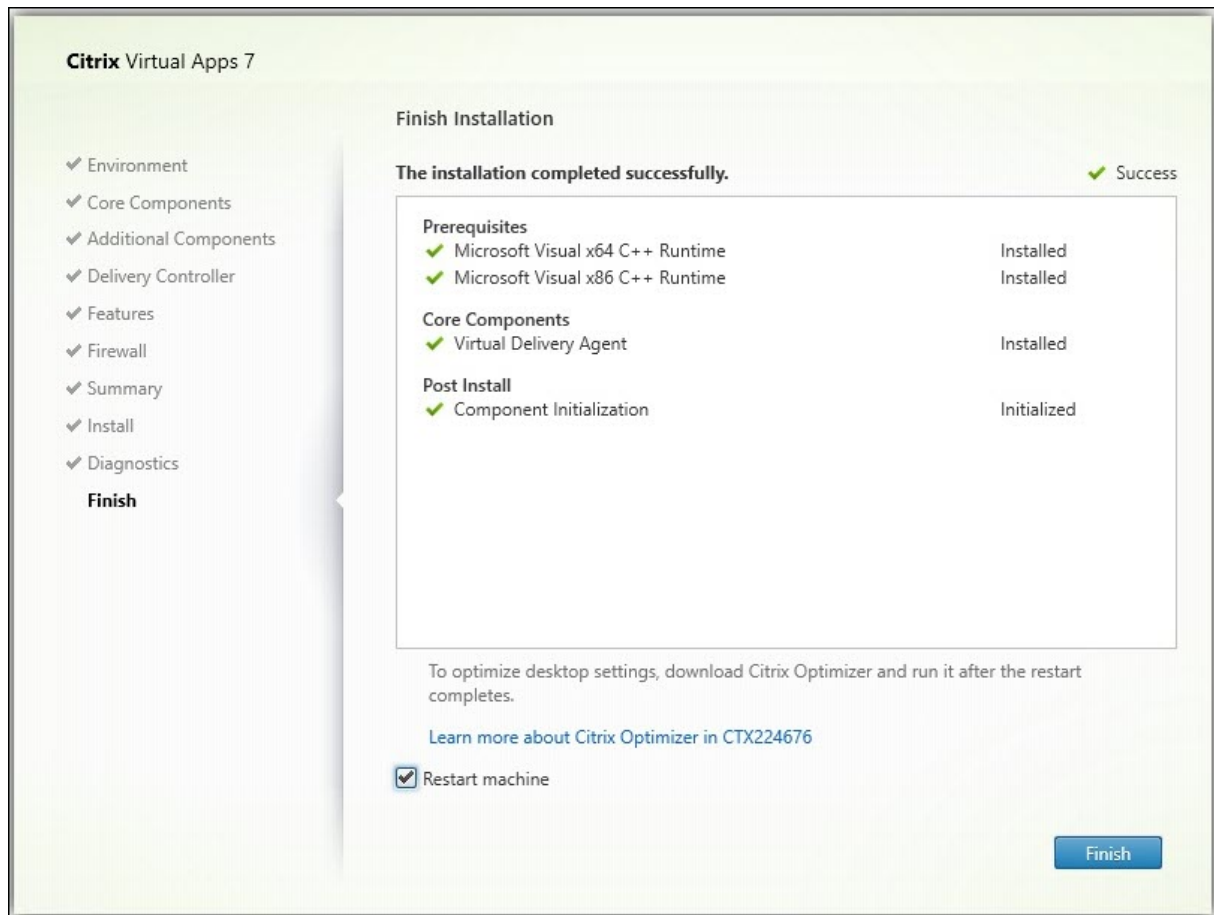 Citrix Virtual Apps 7
Environment
Core Components
Additional Components
Delivery Controller
Features
Firewall
Summary
Install
Diagnostics
Finish
Finish Installation
The installation completed successfully.
Success
Prerequisites
Microsoft Visual x64 C++ Runtime Installed
Microsoft Visual x86 C++ Runtime Installed
Core Components
Virtual Delivery Agent Installed
Post Install
Component Initialization Initialized
To optimize desktop settings, download Citrix Optimizer and run it after the restart
completes.
Learn more about Citrix Optimizer in CTX224676
Restart machine
Finish